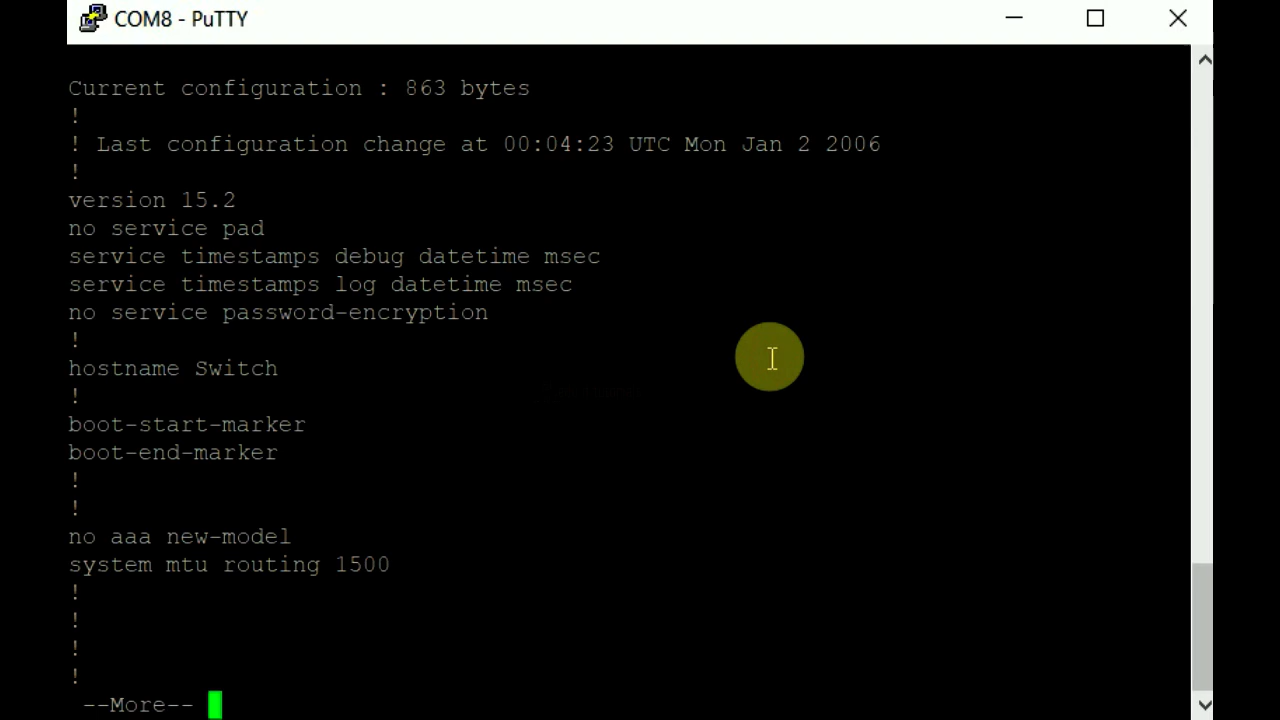 COM8 - PuTTY
Current configuration : 863 bytes
!
! Last configuration change at 00:04:23 UTC Mon Jan 2 2006
!
version 15.2
no service pad
service timestamps debug datetime msec
service timestamps log datetime msec
no service password-encryption
!
hostname Switch
!
boot-start-marker
boot-end-marker
!
!
no aaa new-model
system mtu routing 1500
!
!
!
!
--More--